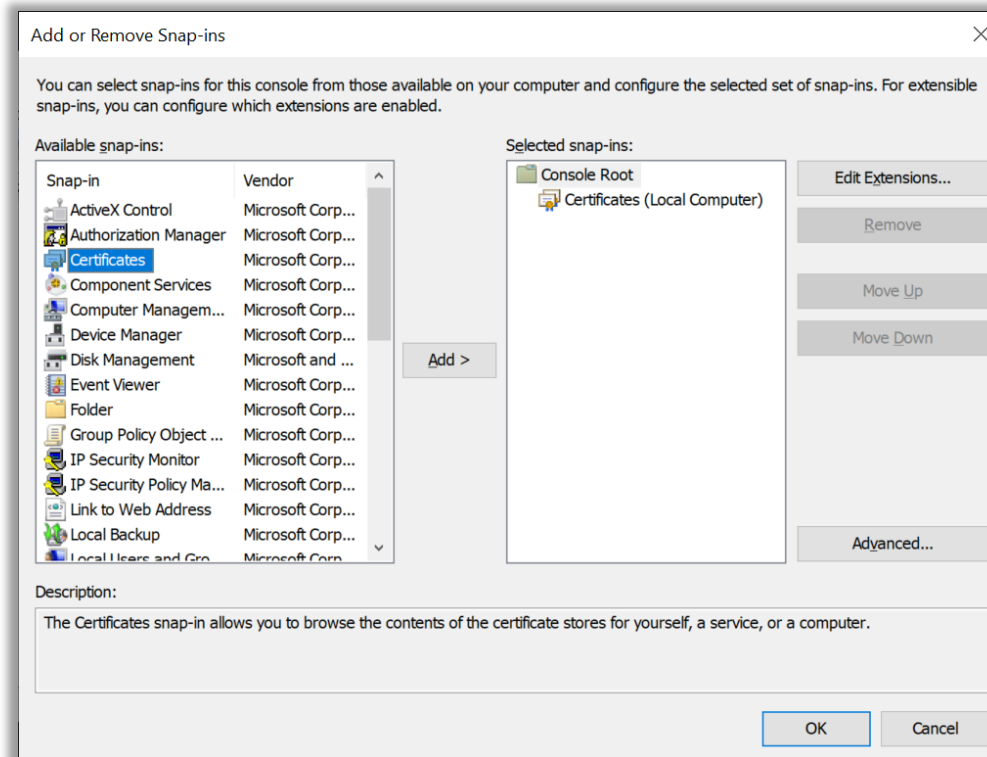 Add or Remove Snap-ins
You can select snap-ins for this console from those available on your computer and configure the selected set of snap-ins. For extensible
snap-ins, you can configure which extensions are enabled.
Available snap-ins:
Snap-in Vendor
ActiveX Control Microsoft Corp...
Authorization Manager Microsoft Corp...
Certificates Microsoft Corp...
Component Services Microsoft Corp...
Computer Managem... Microsoft Corp...
Device Manager Microsoft Corp...
Disk Management Microsoft and ...
Event Viewer Microsoft Corp...
Folder Microsoft Corp...
Group Policy Object ... Microsoft Corp...
IP Security Monitor Microsoft Corp...
IP Security Policy Ma... Microsoft Corp...
Link to Web Address Microsoft Corp...
Local Backup Microsoft Corp...
Local Users and Gro... Microsoft Corp...
Add >
Selected snap-ins:
Console Root
Certificates (Local Computer)
Edit Extensions...
Remove
Move Up
Move Down
Advanced...
Description:
The Certificates snap-in allows you to browse the contents of the certificate stores for yourself, a service, or a computer.
OK Cancel